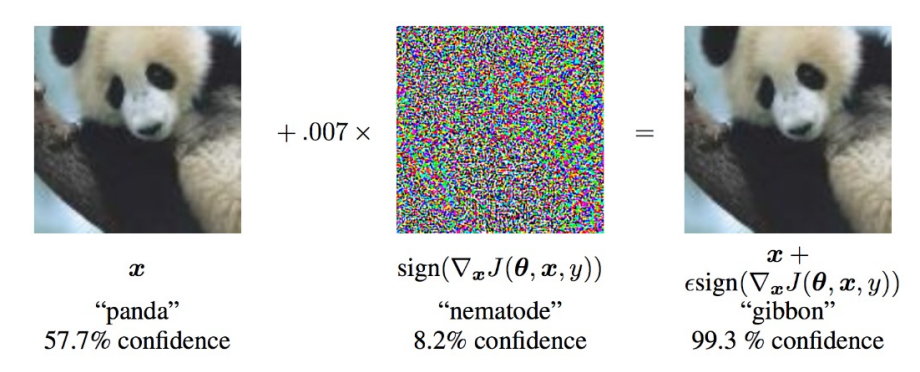 + .007 ×
=
x
“panda”
57.7% confidence
sign(∇ₓJ(θ, x, y))
“nematode”
8.2% confidence
x +
ϵsign(∇ₓJ(θ, x, y))
“gibbon”
99.3 % confidence